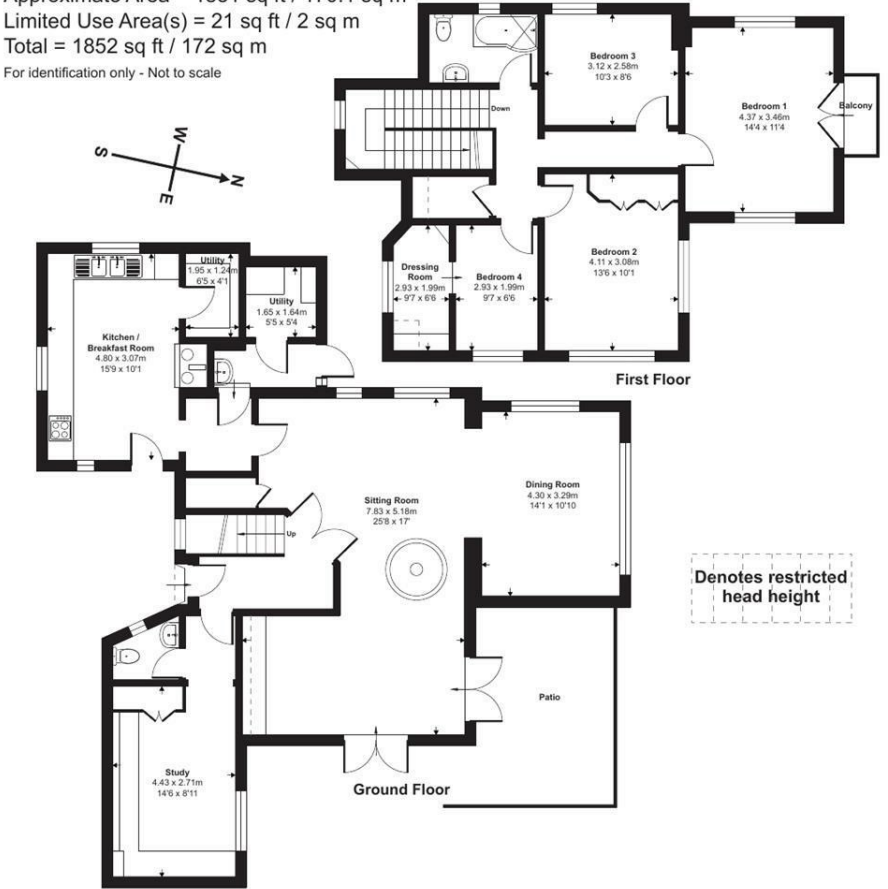 Limited Use Area(s) = 21 sq ft / 2 sq m
Total = 1852 sq ft / 172 sq m
For identification only - Not to scale
W
S
N
E
Down
Bedroom 3
3.12 x 2.58m
10'3 x 8'6
Bedroom 1
4.37 x 3.46m
14'4 x 11'4
Balcony
Dressing
Room
2.93 x 1.99m
9'7 x 6'6
Bedroom 4
2.93 x 1.99m
9'7 x 6'6
Bedroom 2
4.11 x 3.08m
13'6 x 10'1
First Floor
Utility
1.95 x 1.24m
6'5 x 4'1
Utility
1.65 x 1.64m
5'5 x 5'4
Kitchen /
Breakfast Room
4.80 x 3.07m
15'9 x 10'1
Sitting Room
7.83 x 5.18m
25'8 x 17'
Dining Room
4.30 x 3.29m
14'1 x 10'10
Up
Denotes restricted
head height
Patio
Study
4.43 x 2.71m
14'6 x 8'11
Ground Floor